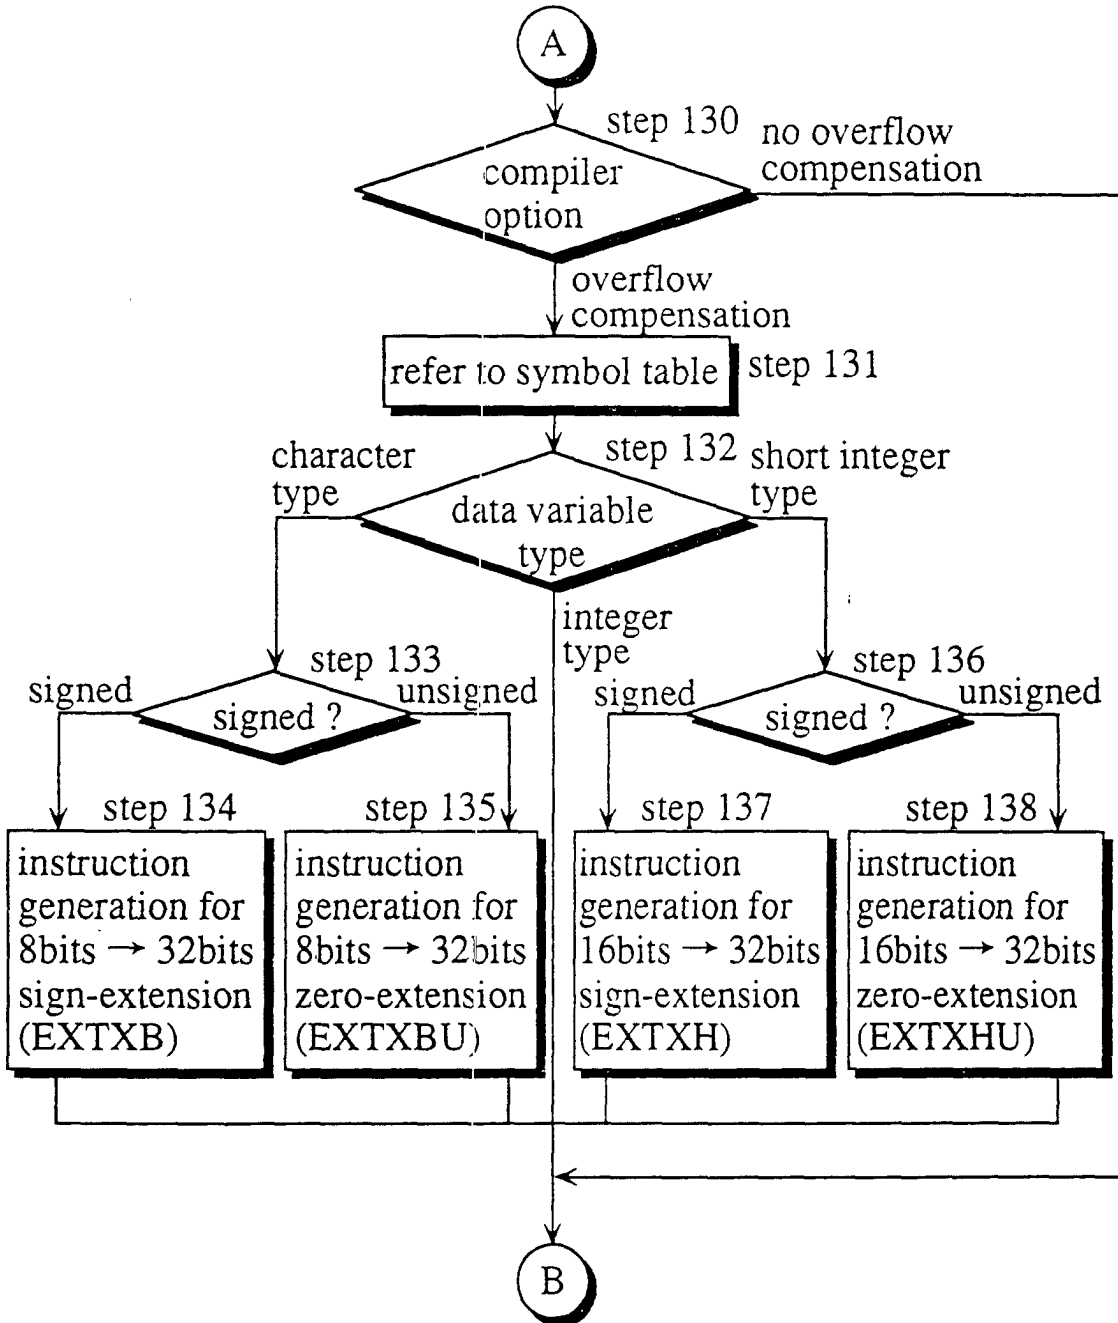 A
step 130
no overflow
compensation
compiler
option
overflow
compensation
refer to symbol table
step 131
step 132
character
type
short integer
type
data variable
type
integer
type
step 133
signed
unsigned
signed ?
step 136
signed
unsigned
signed ?
step 134
instruction
generation for
8bits → 32bits
sign-extension
(EXTXB)
step 135
instruction
generation for
8bits → 32bits
zero-extension
(EXTXBU)
step 137
instruction
generation for
16bits → 32bits
sign-extension
(EXTXH)
step 138
instruction
generation for
16bits → 32bits
zero-extension
(EXTXHU)
B